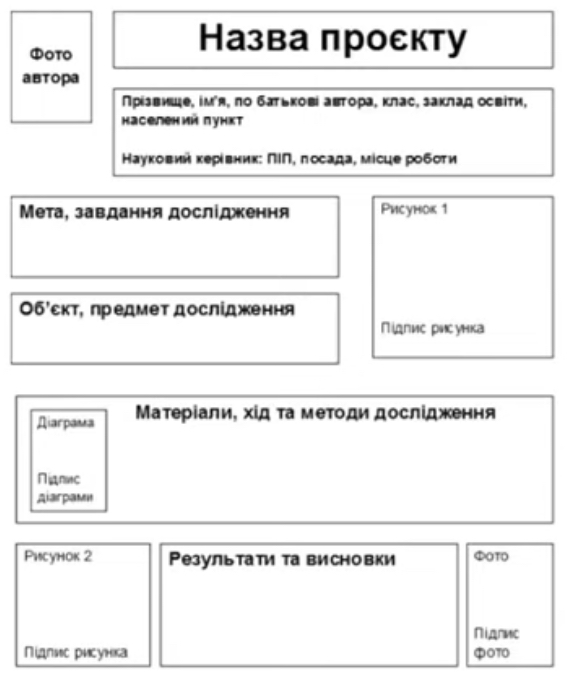 Фото
автора
Назва проєкту
Прізвище, ім'я, по батькові автора, клас, заклад освіти,
населений пункт
Науковий керівник: ПІП, посада, місце роботи
Мета, завдання дослідження
Рисунок 1
Підпис рисунка
Об'єкт, предмет дослідження
Матеріали, хід та методи дослідження
Діаграма
Підпис
діаграми
Рисунок 2
Підпис рисунка
Результати та висновки
Фото
Підпис
фото